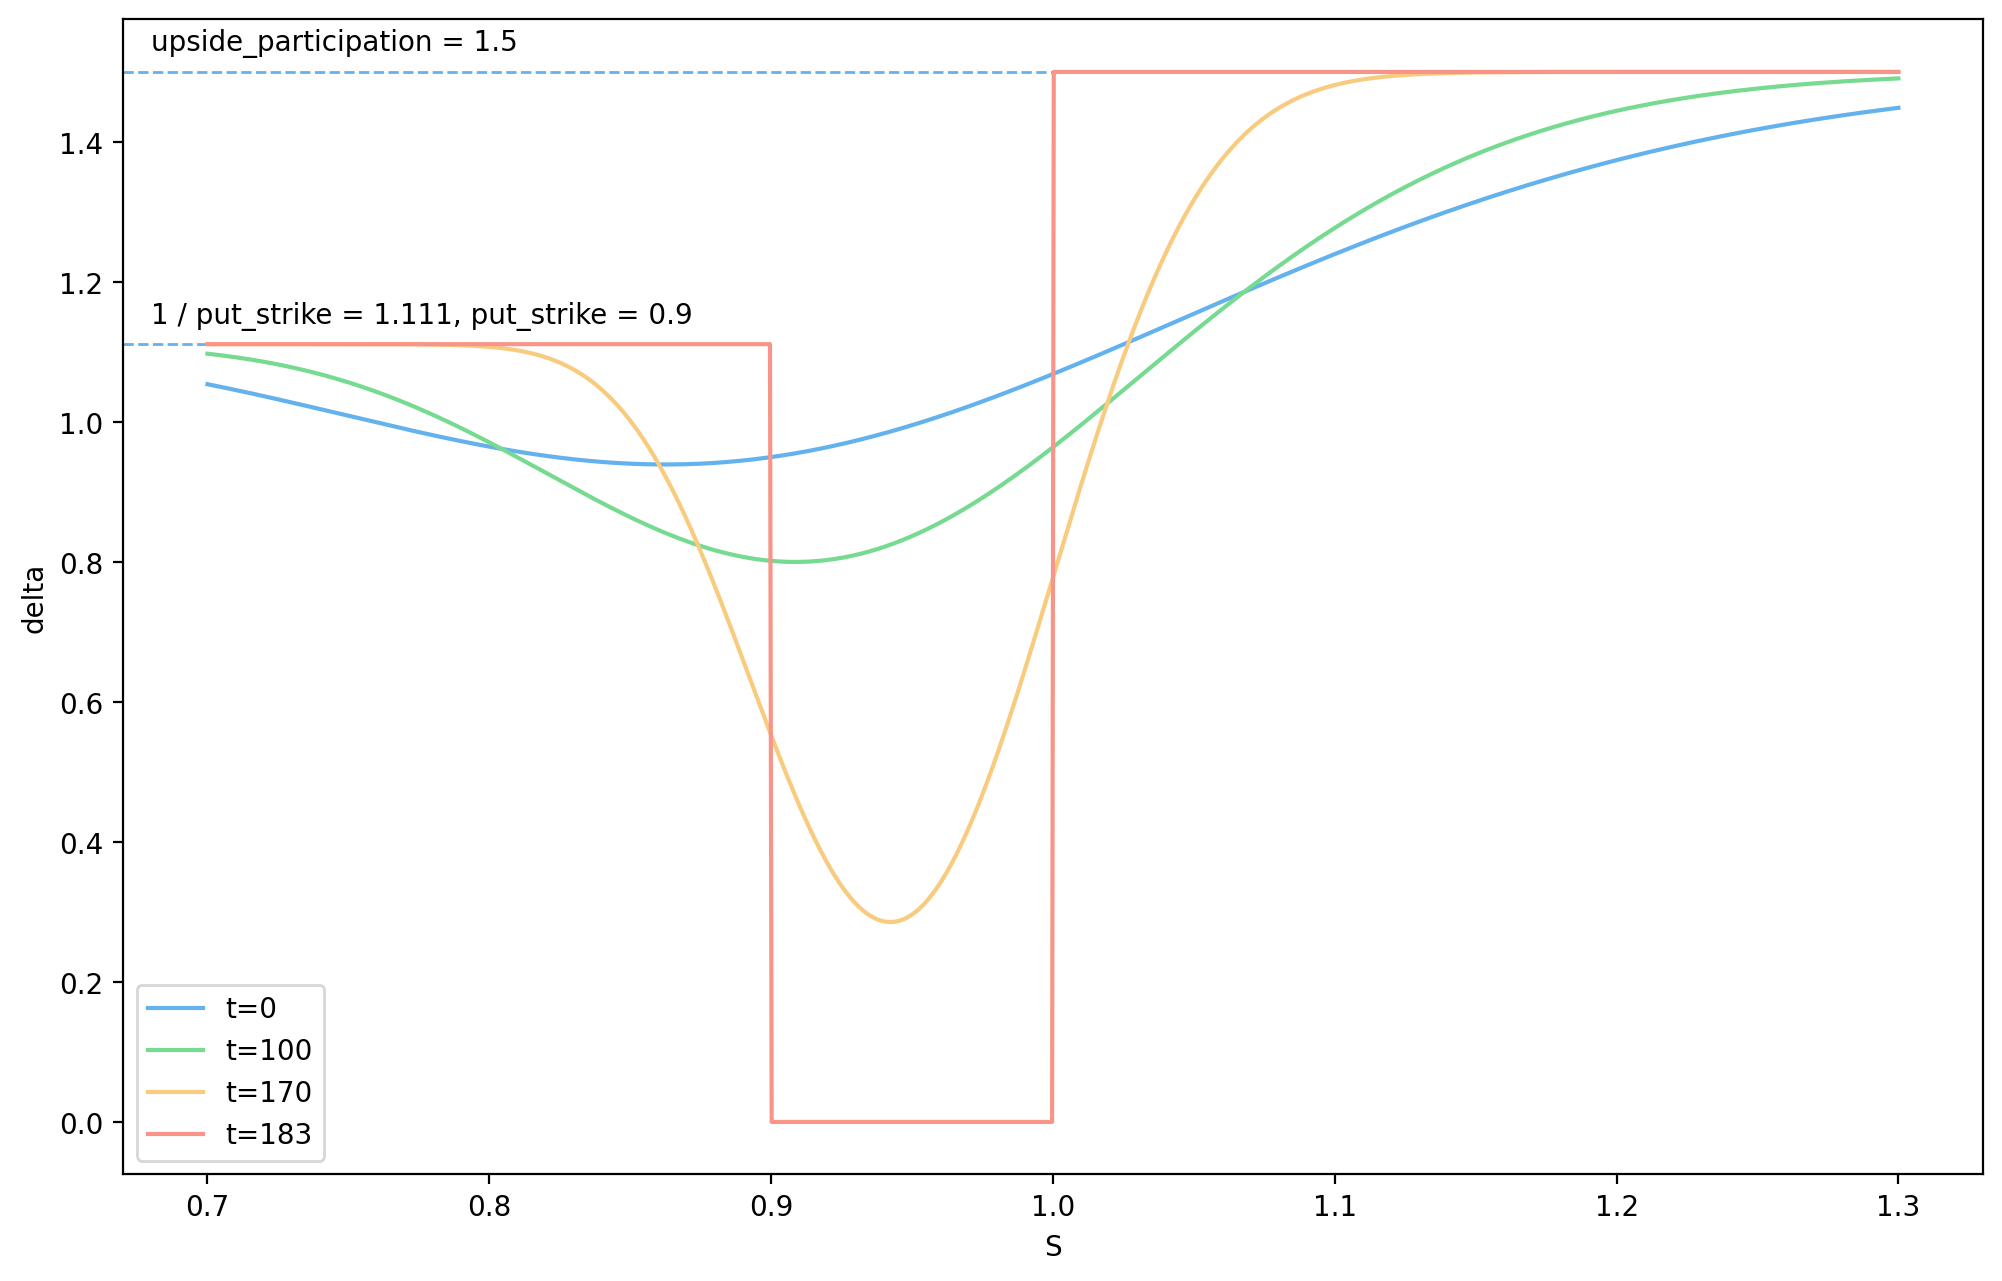 upside_participation = 1.5
1 / put_strike = 1.111, put_strike = 0.9
1.4
1.2
1.0
0.8
0.6
0.4
0.2
0.0
delta
t=0
t=100
t=170
t=183
0.7
0.8
0.9
1.0
1.1
1.2
1.3
S